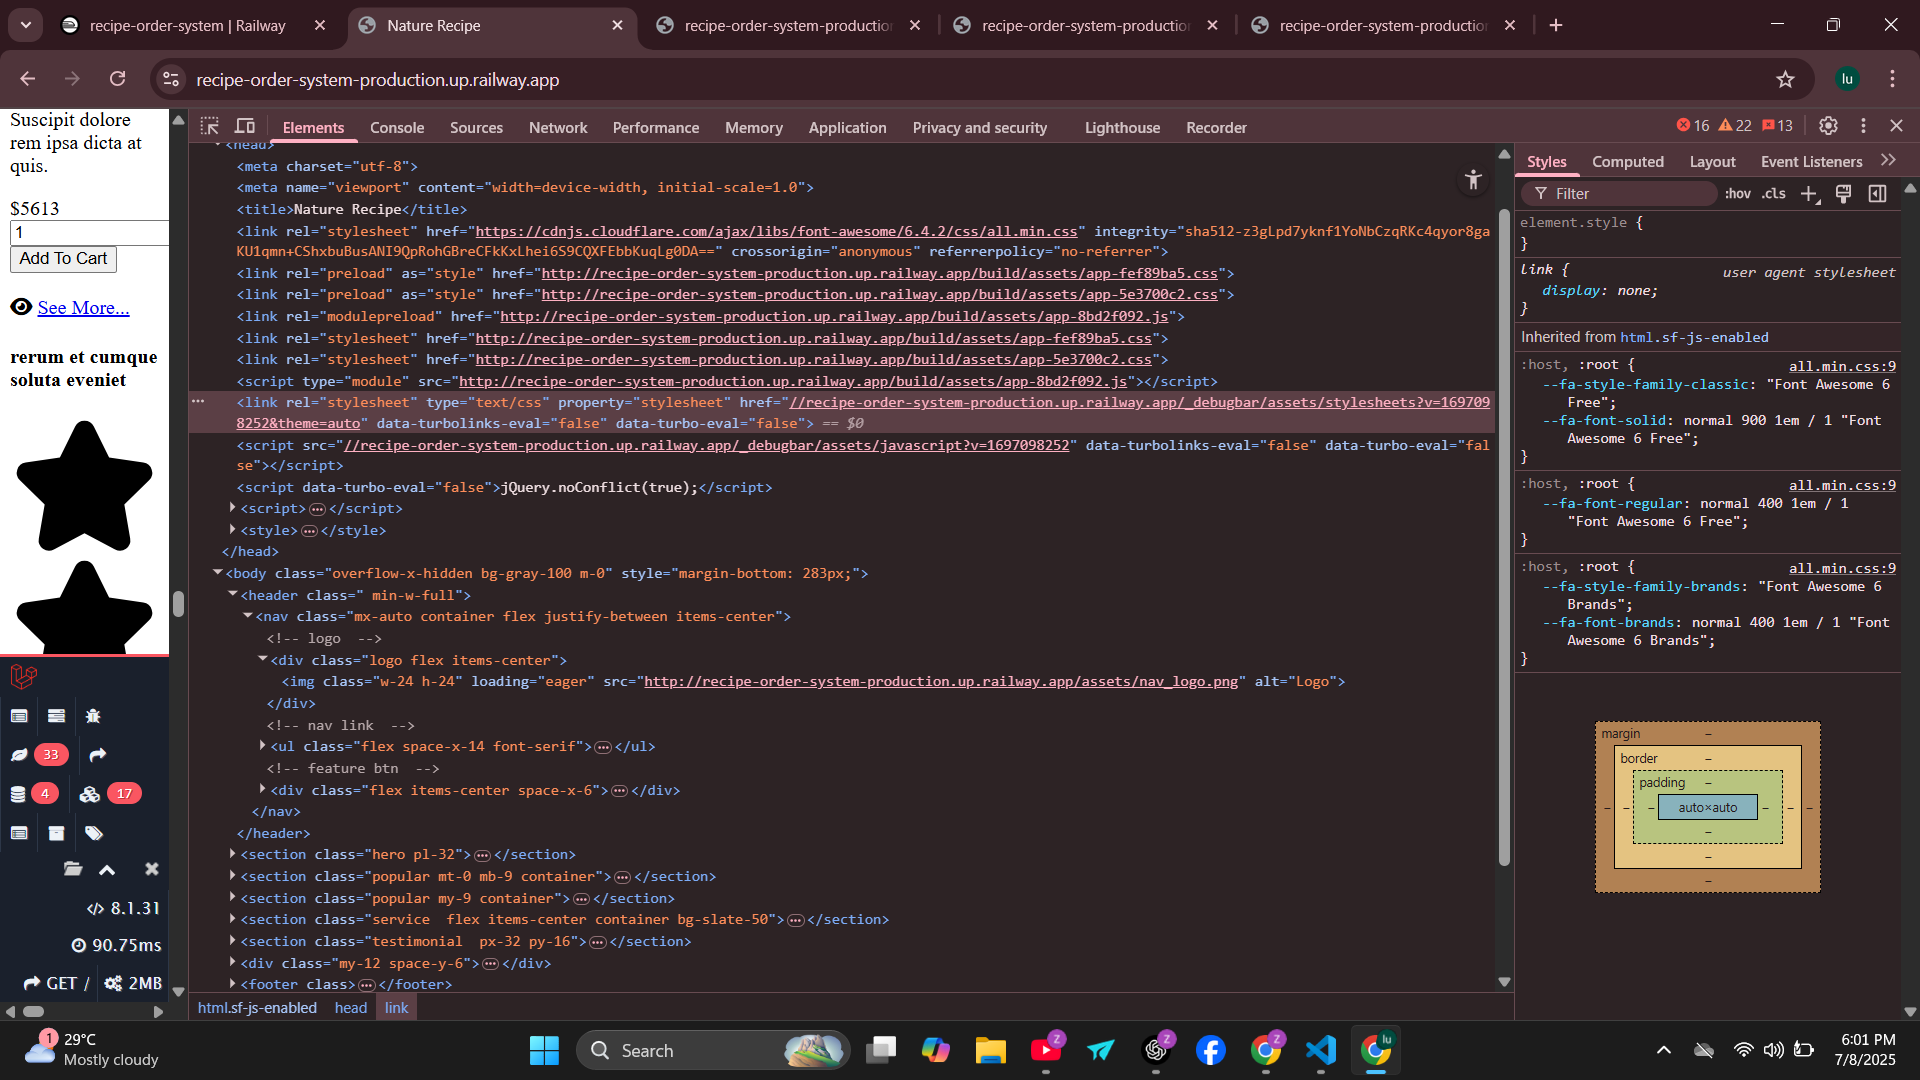 recipe-order-system | Railway
Nature Recipe
recipe-order-system-production
recipe-order-system-production
recipe-order-system-production
recipe-order-system-production.up.railway.app
lu
Suscipit dolore
rem ipsa dicta at
quis.
$5613
1
Add To Cart
See More...
rerum et cumque
soluta eveniet
33
4
17
8.1.31
90.75ms
GET /
2MB
Elements
Console
Sources
Network
Performance
Memory
Application
Privacy and security
Lighthouse
Recorder
16
22
13
<head>
<meta charset="utf-8">
<meta name="viewport" content="width=device-width, initial-scale=1.0">
<title>Nature Recipe</title>
<link rel="stylesheet" href="https://cdnjs.cloudflare.com/ajax/libs/font-awesome/6.4.2/css/all.min.css" integrity="sha512-z3gLpd7yknf1YoNbCzqRKc4qyor8ga
KU1qmn+CShxbuBusANI9QpRohGBreCFkKxLhei6S9CQXFEbbKuqLg0DA==" crossorigin="anonymous" referrerpolicy="no-referrer">
<link rel="preload" as="style" href="http://recipe-order-system-production.up.railway.app/build/assets/app-fef89ba5.css">
<link rel="preload" as="style" href="http://recipe-order-system-production.up.railway.app/build/assets/app-5e3700c2.css">
<link rel="modulepreload" href="http://recipe-order-system-production.up.railway.app/build/assets/app-8bd2f092.js">
<link rel="stylesheet" href="http://recipe-order-system-production.up.railway.app/build/assets/app-fef89ba5.css">
<link rel="stylesheet" href="http://recipe-order-system-production.up.railway.app/build/assets/app-5e3700c2.css">
<script type="module" src="http://recipe-order-system-production.up.railway.app/build/assets/app-8bd2f092.js"></script>
<link rel="stylesheet" type="text/css" property="stylesheet" href="//recipe-order-system-production.up.railway.app/_debugbar/assets/stylesheets?v=169709
8252&theme=auto" data-turbolinks-eval="false" data-turbo-eval="false"> == $0
<script src="//recipe-order-system-production.up.railway.app/_debugbar/assets/javascript?v=1697098252" data-turbolinks-eval="false" data-turbo-eval="fal
se"></script>
<script data-turbo-eval="false">jQuery.noConflict(true);</script>
<script>…</script>
<style>…</style>
</head>
<body class="overflow-x-hidden bg-gray-100 m-0" style="margin-bottom: 283px;">
<header class=" min-w-full">
<nav class="mx-auto container flex justify-between items-center">
<!-- logo  -->
<div class="logo flex items-center">
<img class="w-24 h-24" loading="eager" src="http://recipe-order-system-production.up.railway.app/assets/nav_logo.png" alt="Logo">
</div>
<!-- nav link  -->
<ul class="flex space-x-14 font-serif">…</ul>
<!-- feature btn  -->
<div class="flex items-center space-x-6">…</div>
</nav>
</header>
<section class="hero pl-32">…</section>
<section class="popular mt-0 mb-9 container">…</section>
<section class="popular my-9 container">…</section>
<section class="service  flex items-center container bg-slate-50">…</section>
<section class="testimonial  px-32 py-16">…</section>
<div class="my-12 space-y-6">…</div>
<footer class>…</footer>
html.sf-js-enabled
head
link
Styles
Computed
Layout
Event Listeners
Filter
:hov
.cls
element.style {
}
link {
user agent stylesheet
display: none;
}
Inherited from html.sf-js-enabled
:host, :root {
all.min.css:9
--fa-style-family-classic: "Font Awesome 6
Free";
--fa-font-solid: normal 900 1em / 1 "Font
Awesome 6 Free";
}
:host, :root {
all.min.css:9
--fa-font-regular: normal 400 1em / 1
"Font Awesome 6 Free";
}
:host, :root {
all.min.css:9
--fa-style-family-brands: "Font Awesome 6
Brands";
--fa-font-brands: normal 400 1em / 1 "Font
Awesome 6 Brands";
}
margin
border
padding
auto×auto
1
29°C
Mostly cloudy
Search
Z
Z
Z
lu
6:01 PM
7/8/2025